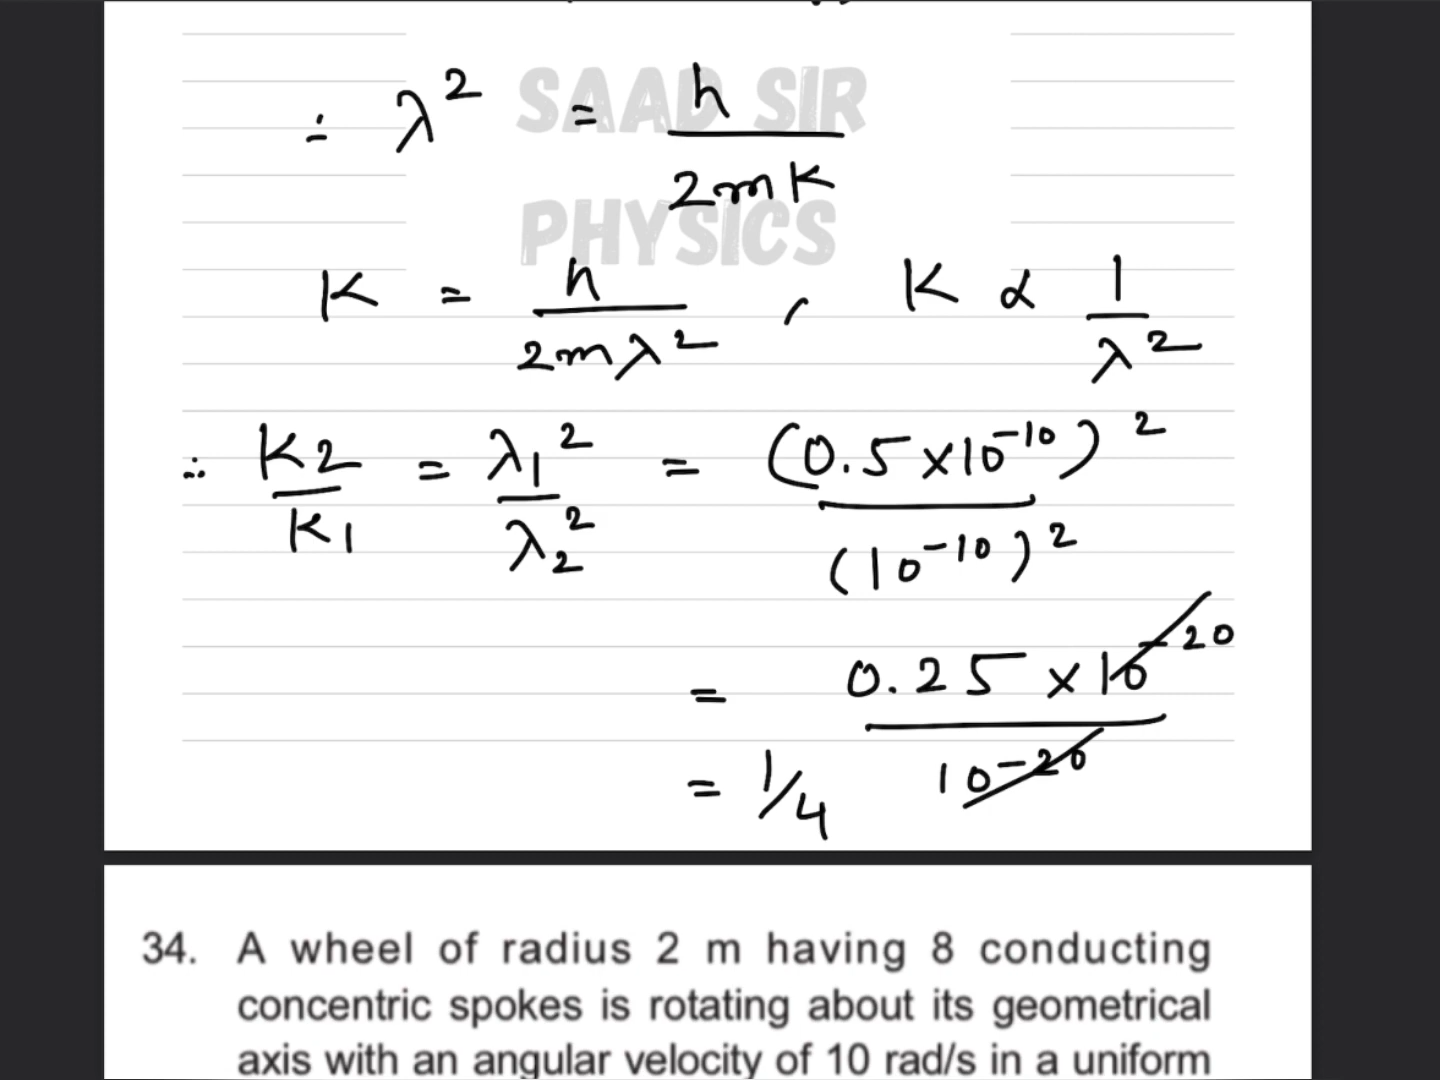 SAAD SIR
PHYSICS
∴ λ² = h / 2mK
K = h / 2mλ² , K ∝ 1 / λ²
∴ K2 / K1 = λ1² / λ2² = (0.5 × 10⁻¹⁰)² / (10⁻¹⁰)²
= 0.25 × 10⁻²⁰ / 10⁻²⁰
= 1/4
34. A wheel of radius 2 m having 8 conducting
concentric spokes is rotating about its geometrical
axis with an angular velocity of 10 rad/s in a uniform